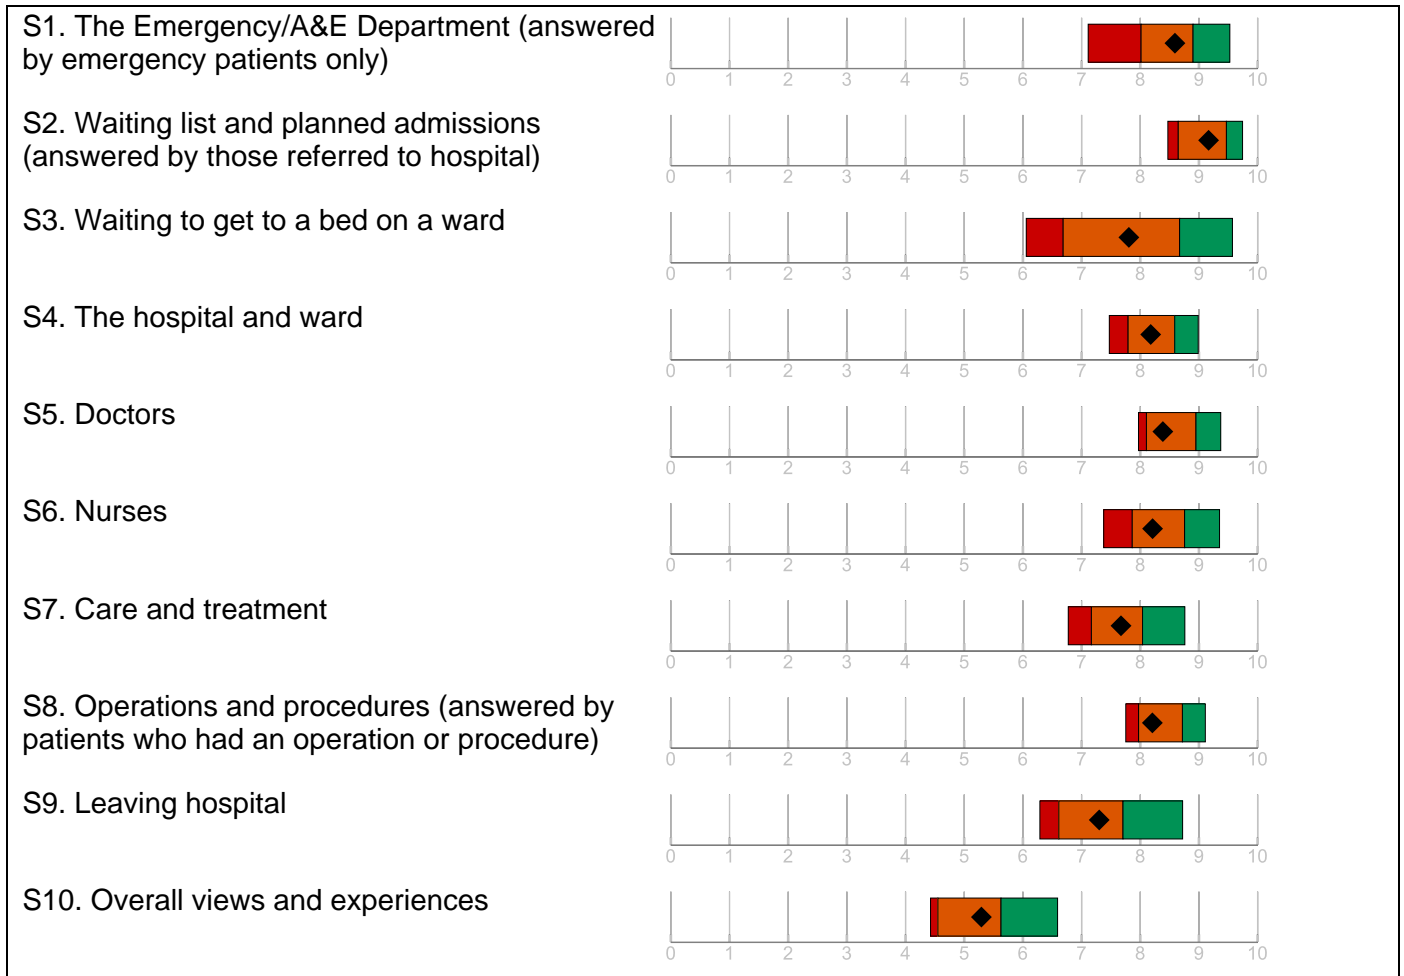 S1. The Emergency/A&E Department (answered
by emergency patients only)
0 1 2 3 4 5 6 7 8 9 10
S2. Waiting list and planned admissions
(answered by those referred to hospital)
0 1 2 3 4 5 6 7 8 9 10
S3. Waiting to get to a bed on a ward
0 1 2 3 4 5 6 7 8 9 10
S4. The hospital and ward
0 1 2 3 4 5 6 7 8 9 10
S5. Doctors
0 1 2 3 4 5 6 7 8 9 10
S6. Nurses
0 1 2 3 4 5 6 7 8 9 10
S7. Care and treatment
0 1 2 3 4 5 6 7 8 9 10
S8. Operations and procedures (answered by
patients who had an operation or procedure)
0 1 2 3 4 5 6 7 8 9 10
S9. Leaving hospital
0 1 2 3 4 5 6 7 8 9 10
S10. Overall views and experiences
0 1 2 3 4 5 6 7 8 9 10